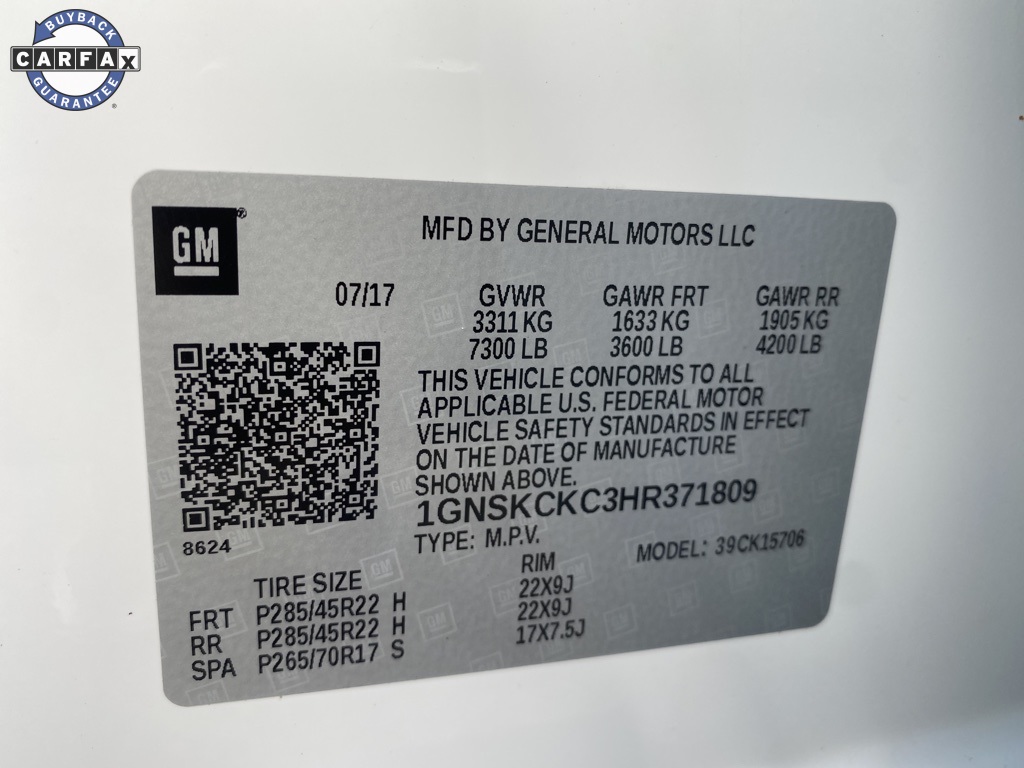 BUYBACK
CARFAX
GUARANTEE
®
GM ®
MFD BY GENERAL MOTORS LLC
07/17 GVWR GAWR FRT GAWR RR
3311 KG 1633 KG 1905 KG
7300 LB 3600 LB 4200 LB
THIS VEHICLE CONFORMS TO ALL
APPLICABLE U.S. FEDERAL MOTOR
VEHICLE SAFETY STANDARDS IN EFFECT
ON THE DATE OF MANUFACTURE
SHOWN ABOVE.
1GNSKCKC3HR371809
TYPE: M.P.V. MODEL: 39CK15706
8624
TIRE SIZE RIM
FRT P285/45R22 H 22X9J
RR P285/45R22 H 22X9J
SPA P265/70R17 S 17X7.5J